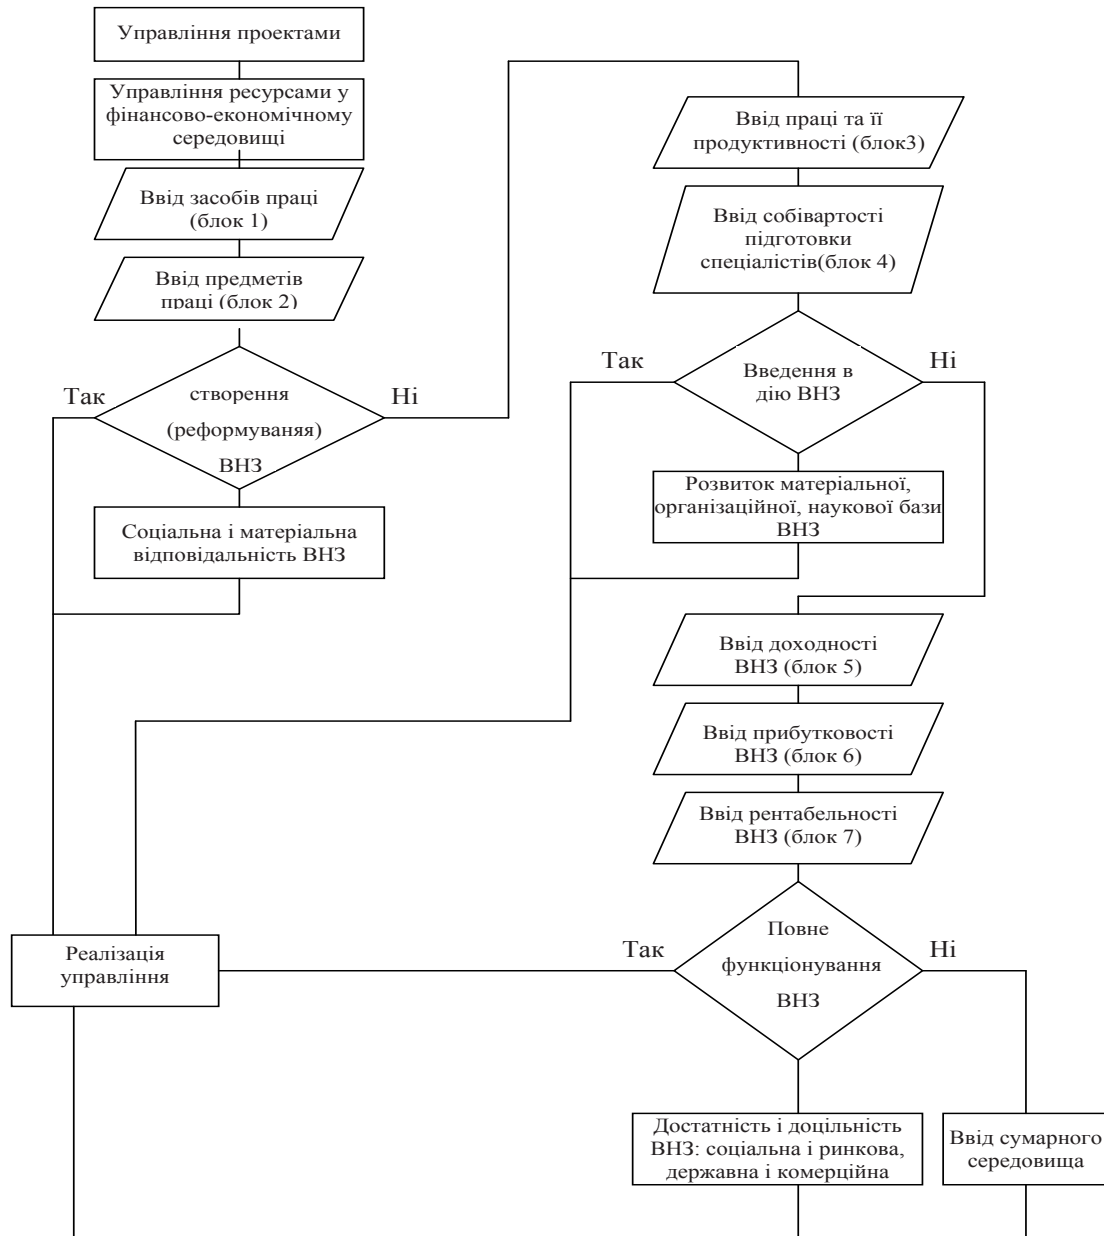 Управління проектами
Управління ресурсами у
фінансово-економічному
середовищі
Ввід засобів праці
(блок 1)
Ввід предметів
праці (блок 2)
Так
Ні
створення
(реформуваняя)
ВНЗ
Соціальна і матеріальна
відповідальність ВНЗ
Ввід праці та її
продуктивності (блок3)
Ввід собівартості
підготовки
спеціалістів(блок 4)
Так
Ні
Введення в
дію ВНЗ
Розвиток матеріальної,
організаційної, наукової бази
ВНЗ
Ввід доходності
ВНЗ (блок 5)
Ввід прибутковості
ВНЗ (блок 6)
Ввід рентабельності
ВНЗ (блок 7)
Реалізація
управління
Так
Ні
Повне
функціонування
ВНЗ
Достатність і доцільність
ВНЗ: соціальна і ринкова,
державна і комерційна
Ввід сумарного
середовища